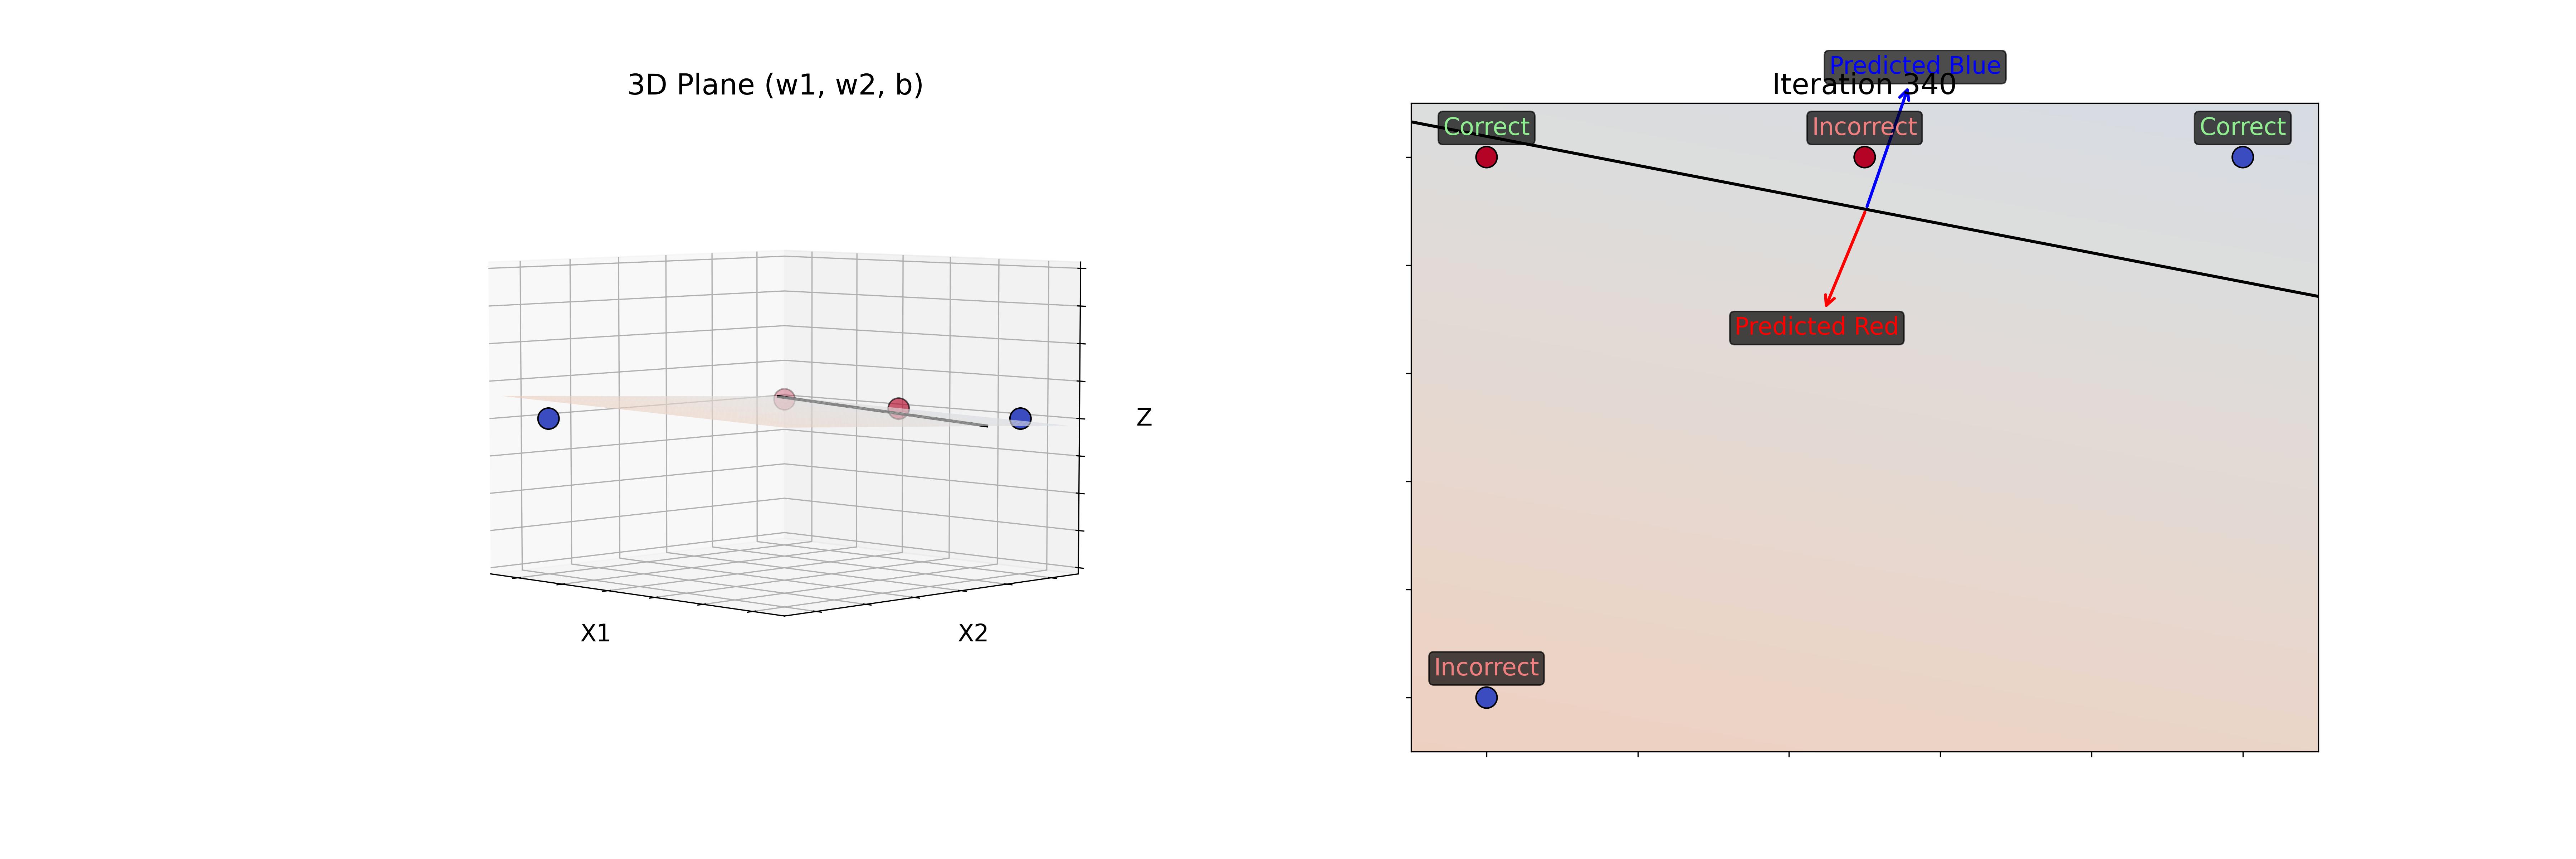 3D Plane (w1, w2, b)
Z
X1
X2
Predicted Blue
Iteration 340
Correct
Incorrect
Correct
Predicted Red
Incorrect